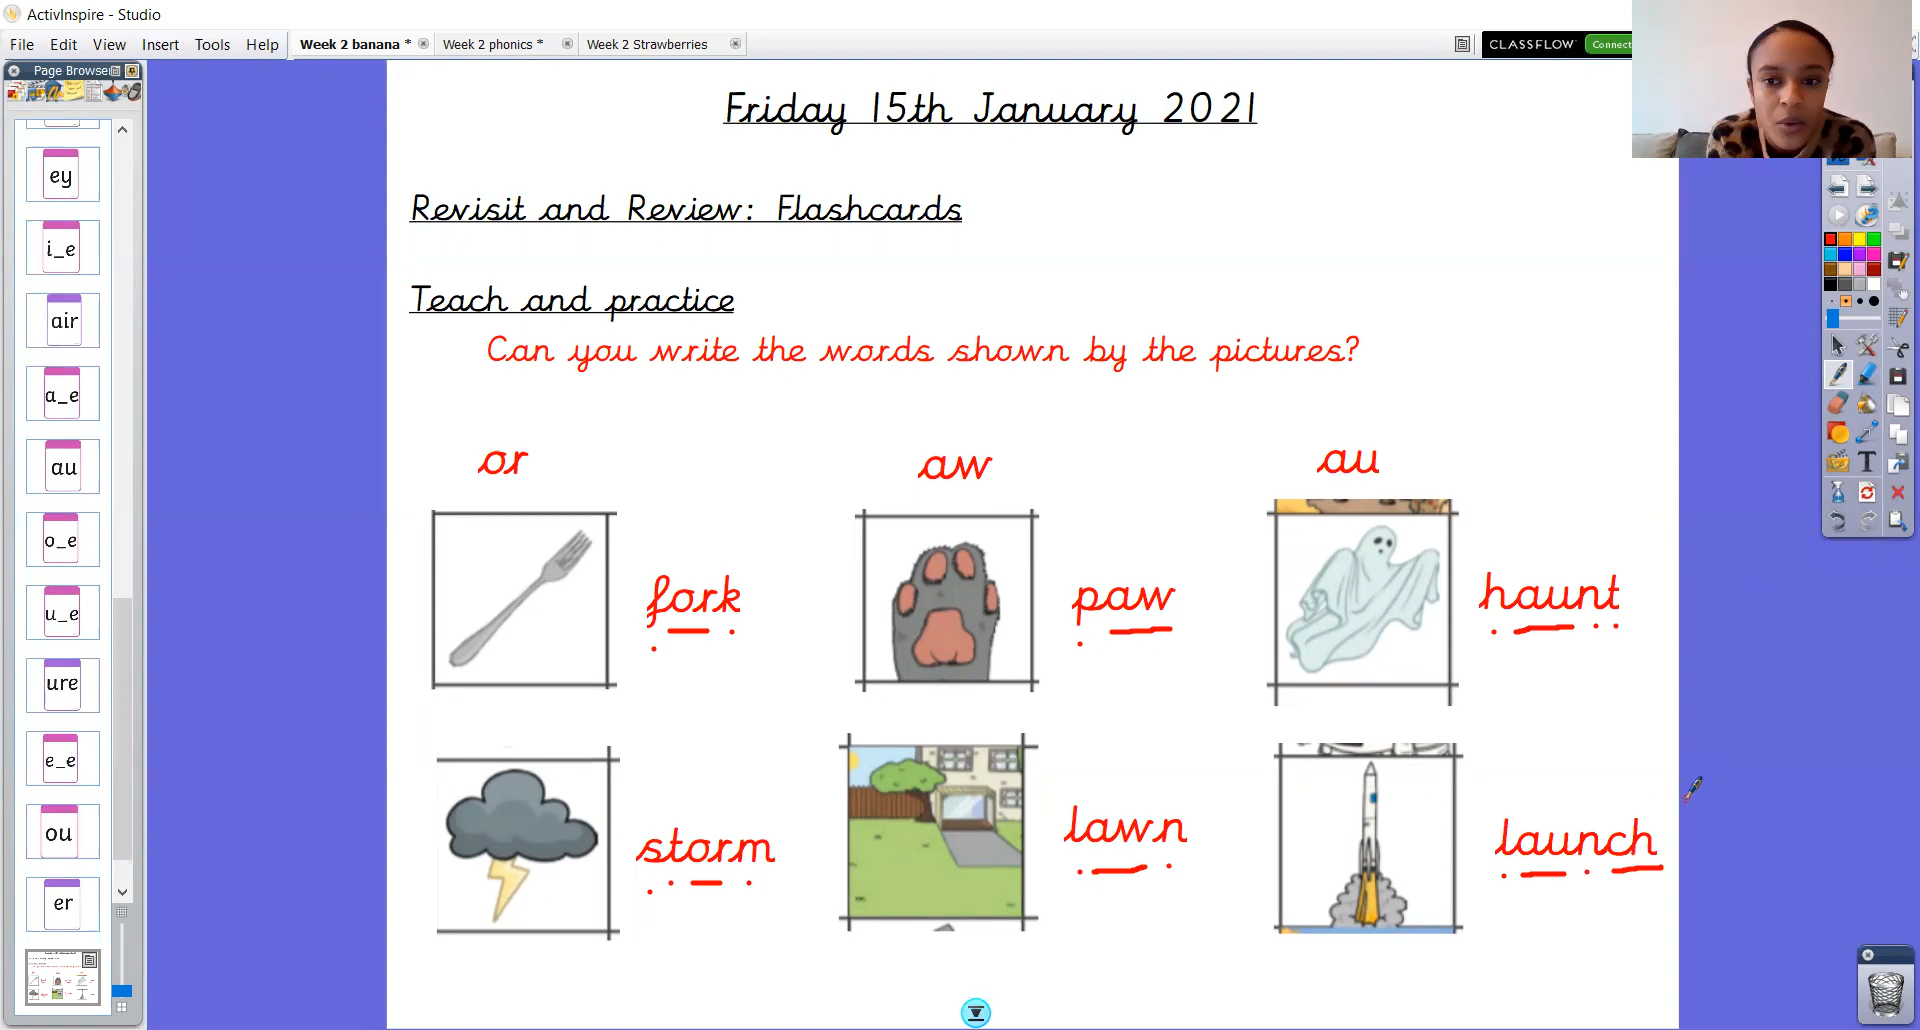 ActivInspire - Studio
File Edit View Insert Tools Help
Week 2 banana *
Week 2 phonics *
Week 2 Strawberries
CLASSFLOW
Connect
Page Browser
ey
i_e
air
a_e
au
o_e
u_e
ure
e_e
ou
er
Friday 15th January 2021
Revisit and Review: Flashcards
Teach and practice
Can you write the words shown by the pictures?
or aw au
fork paw haunt
storm lawn launch
T